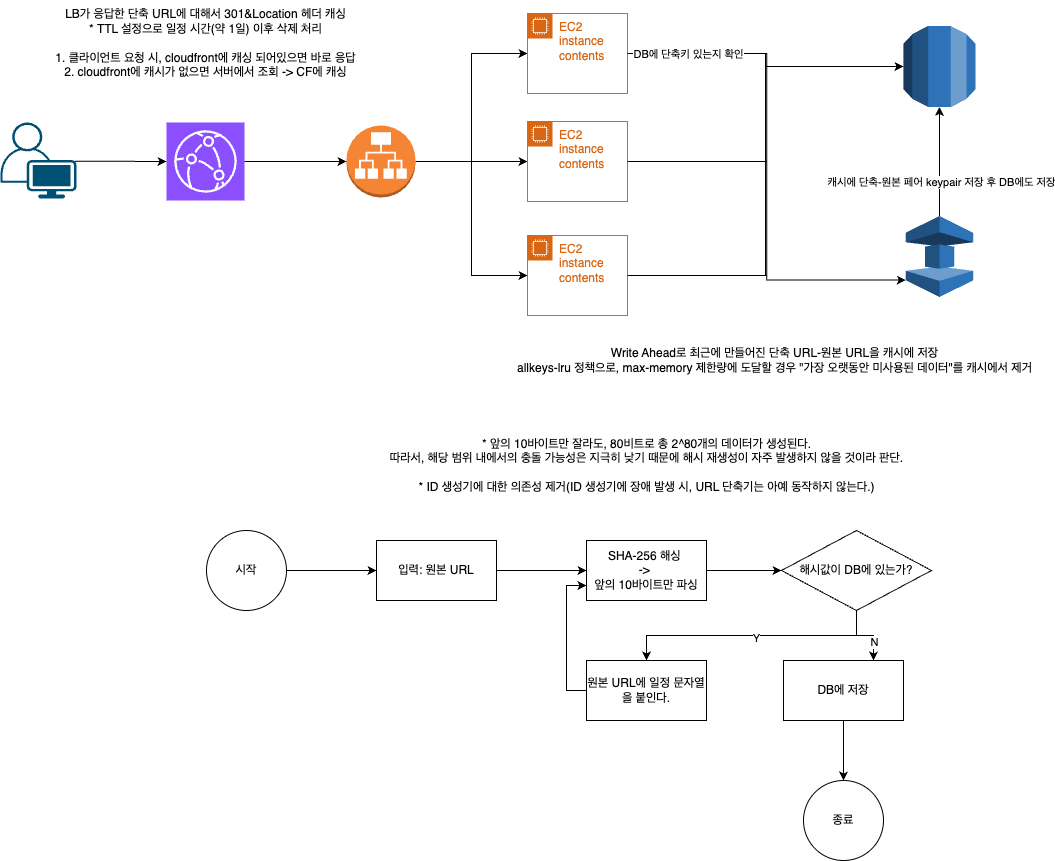 LB가 응답한 단축 URL에 대해서 301&Location 헤더 캐싱
* TTL 설정으로 일정 시간(약 1일) 이후 삭제 처리
1. 클라이언트 요청 시, cloudfront에 캐싱 되어있으면 바로 응답
2. cloudfront에 캐시가 없으면 서버에서 조회 -> CF에 캐싱
EC2
instance
contents
DB에 단축키 있는지 확인
EC2
instance
contents
캐시에 단축-원본 페어 keypair 저장 후 DB에도 저장
EC2
instance
contents
Write Ahead로 최근에 만들어진 단축 URL-원본 URL을 캐시에 저장
allkeys-lru 정책으로, max-memory 제한량에 도달할 경우 "가장 오랫동안 미사용된 데이터"를 캐시에서 제거
* 앞의 10바이트만 잘라도, 80비트로 총 2^80개의 데이터가 생성된다.
따라서, 해당 범위 내에서의 충돌 가능성은 지극히 낮기 때문에 해시 재생성이 자주 발생하지 않을 것이라 판단.
* ID 생성기에 대한 의존성 제거(ID 생성기에 장애 발생 시, URL 단축기는 아예 동작하지 않는다.)
시작
입력: 원본 URL
SHA-256 해싱
->
앞의 10바이트만 파싱
해시값이 DB에 있는가?
Y
N
원본 URL에 일정 문자열
을 붙인다.
DB에 저장
종료